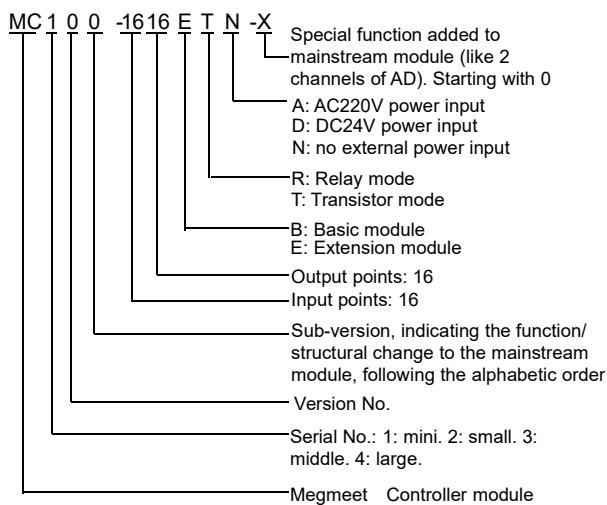 MC 1 0 0 -16 16 E T N -X
Special function added to
mainstream module (like 2
channels of AD). Starting with 0
A: AC220V power input
D: DC24V power input
N: no external power input
R: Relay mode
T: Transistor mode
B: Basic module
E: Extension module
Output points: 16
Input points: 16
Sub-version, indicating the function/
structural change to the mainstream
module, following the alphabetic order
Version No.
Serial No.: 1: mini. 2: small. 3:
middle. 4: large.
Megmeet Controller module